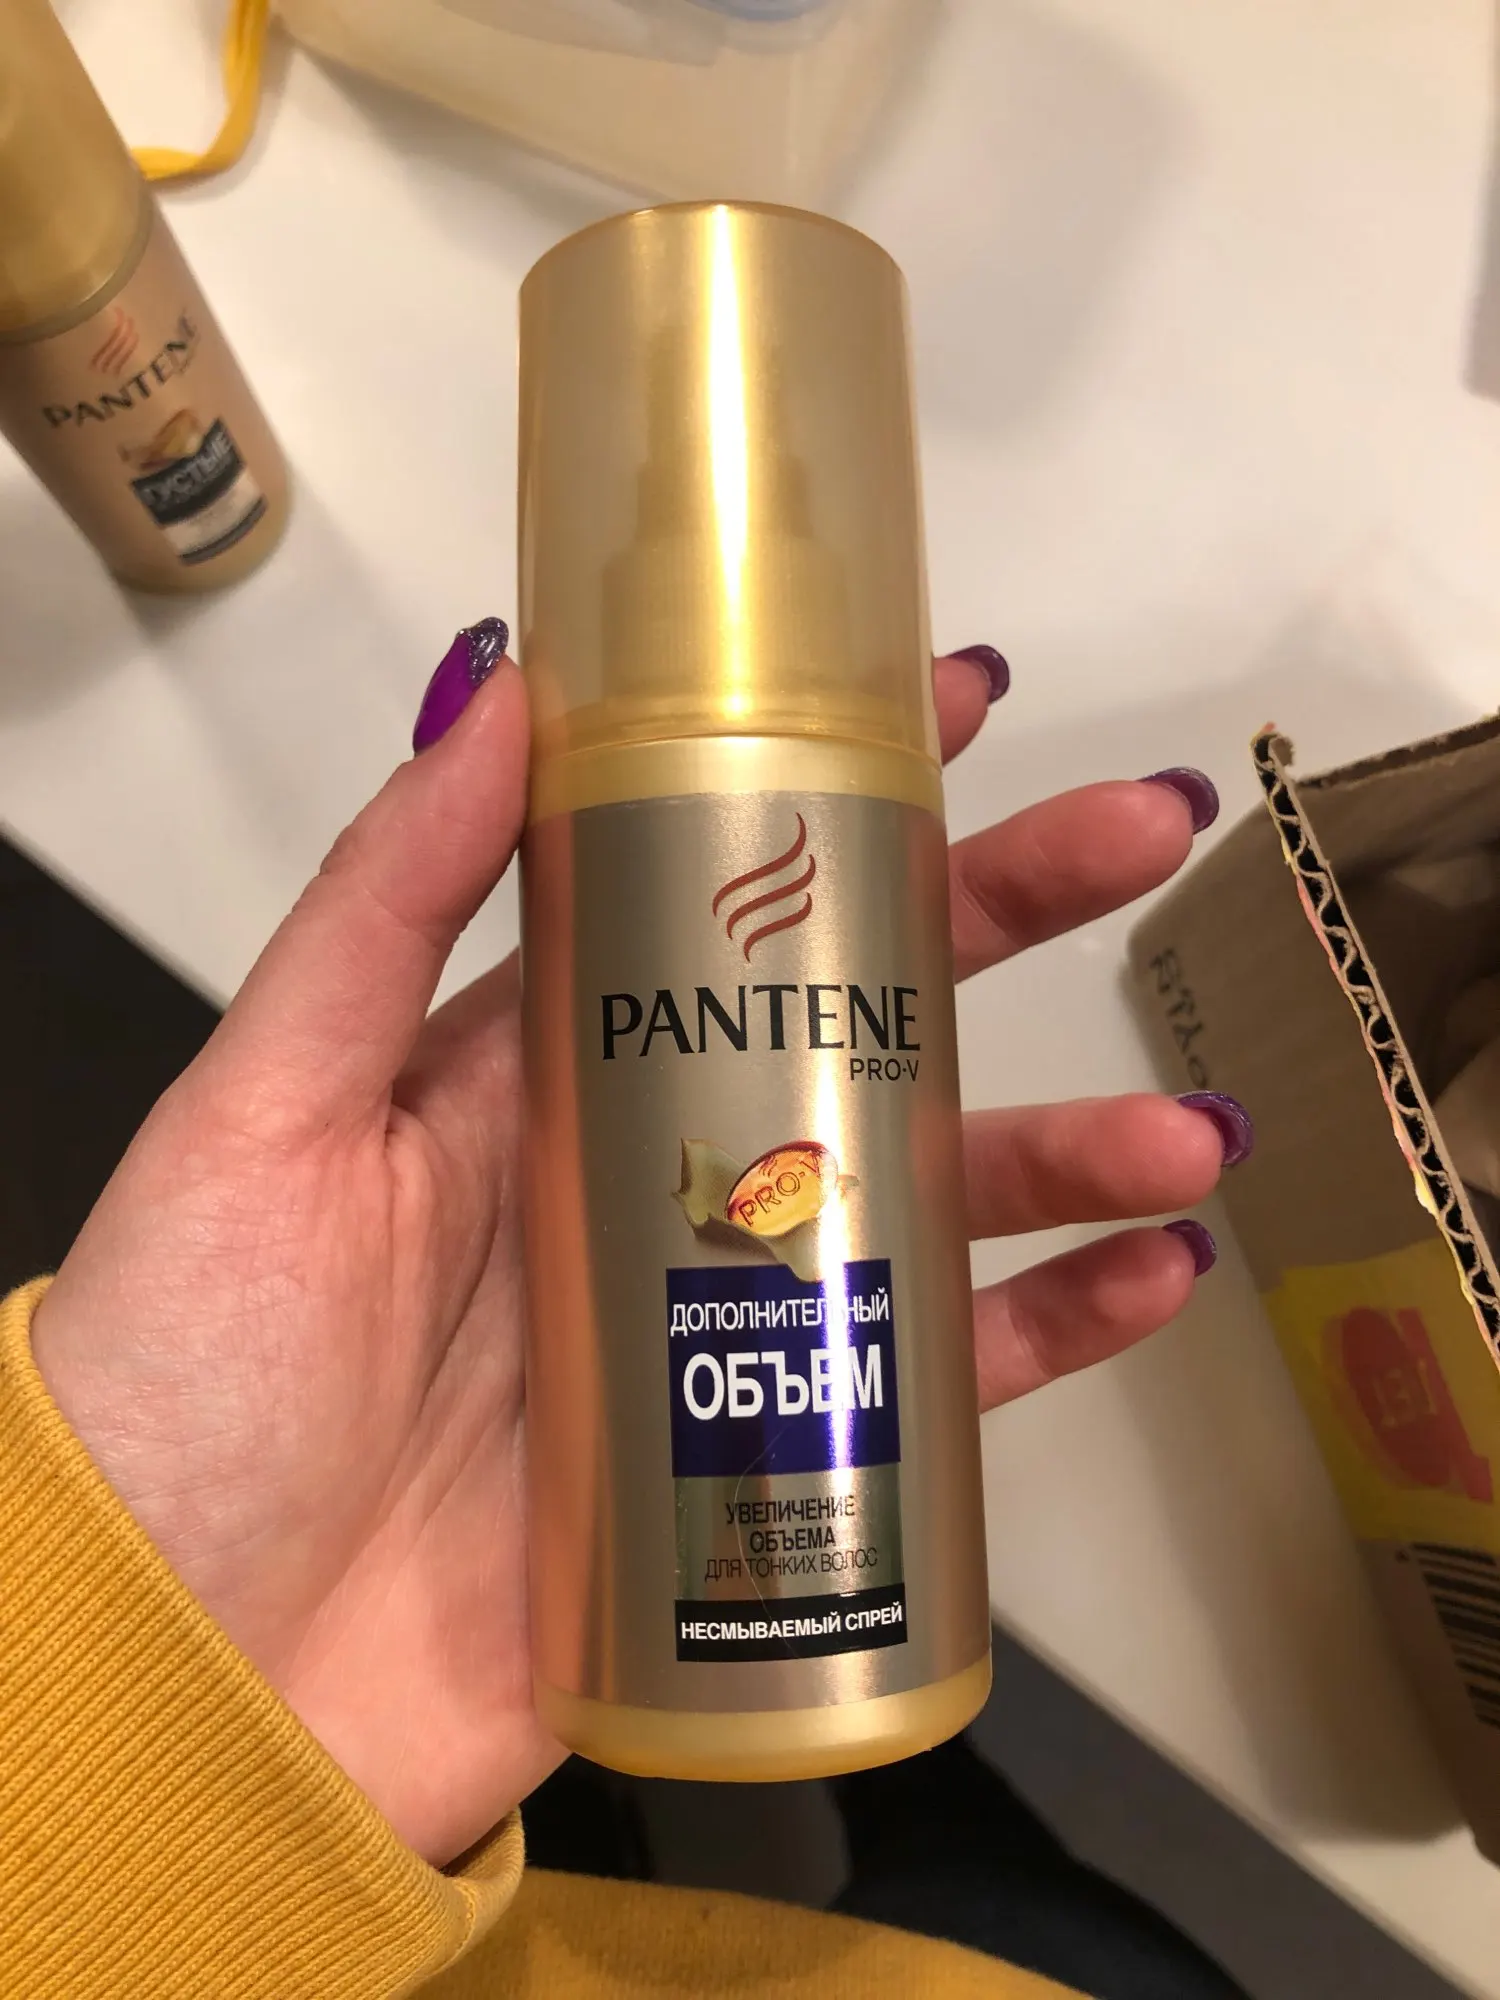 PANTENE
ГУСТЫЕ
PANTENE
PRO-V
PRO-V
ДОПОЛНИТЕЛЬНЫЙ
ОБЪЕМ
УВЕЛИЧЕНИЕ
ОБЪЕМА
ДЛЯ ТОНКИХ ВОЛОС
НЕСМЫВАЕМЫЙ СПРЕЙ